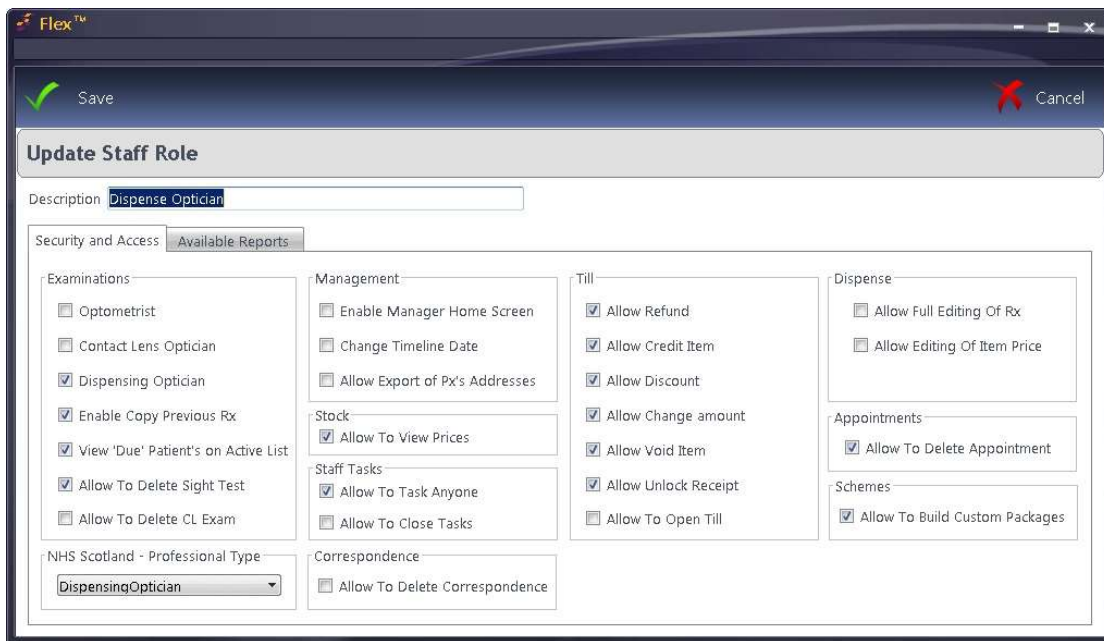 Flex™
Save
Cancel
Update Staff Role
Description Dispense Optician
Security and Access
Available Reports
Examinations
Optometrist
Contact Lens Optician
Dispensing Optician
Enable Copy Previous Rx
View 'Due' Patient's on Active List
Allow To Delete Sight Test
Allow To Delete CL Exam
NHS Scotland - Professional Type
DispensingOptician
Management
Enable Manager Home Screen
Change Timeline Date
Allow Export of Px's Addresses
Stock
Allow To View Prices
Staff Tasks
Allow To Task Anyone
Allow To Close Tasks
Correspondence
Allow To Delete Correspondence
Till
Allow Refund
Allow Credit Item
Allow Discount
Allow Change amount
Allow Void Item
Allow Unlock Receipt
Allow To Open Till
Dispense
Allow Full Editing Of Rx
Allow Editing Of Item Price
Appointments
Allow To Delete Appointment
Schemes
Allow To Build Custom Packages